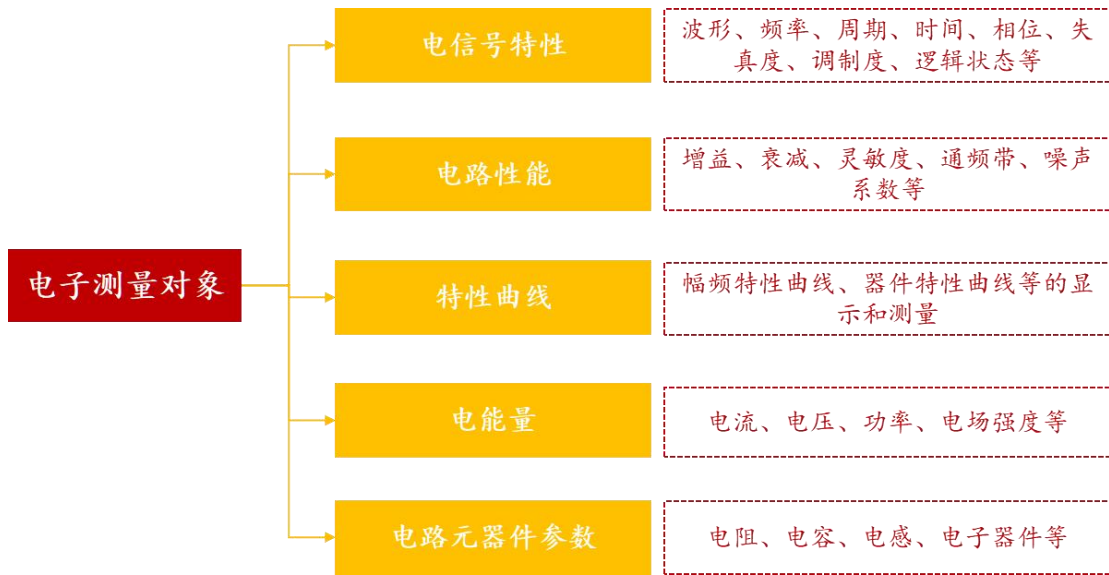 电信号特性
波形、频率、周期、时间、相位、失
真度、调制度、逻辑状态等
电路性能
增益、衰减、灵敏度、通频带、噪声
系数等
电子测量对象
特性曲线
幅频特性曲线、器件特性曲线等的显
示和测量
电能量
电流、电压、功率、电场强度等
电路元器件参数
电阻、电容、电感、电子器件等